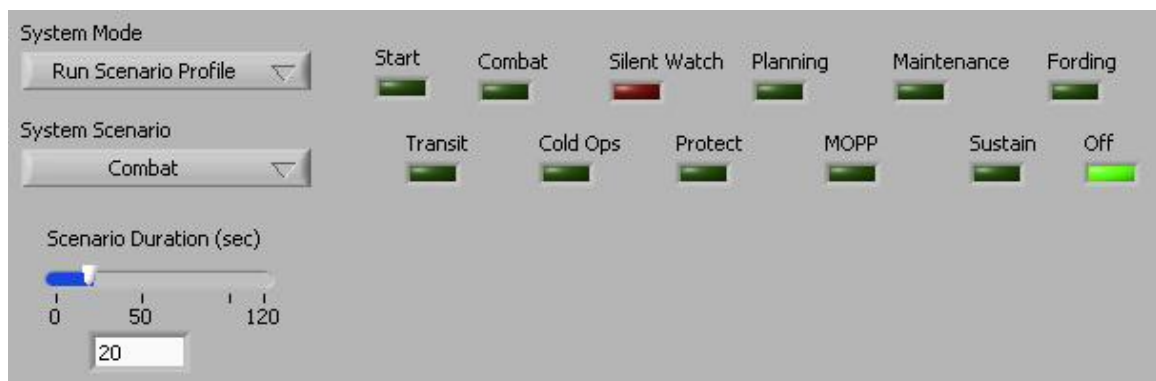 System Mode
Run Scenario Profile
Start Combat Silent Watch Planning Maintenance Fording
System Scenario
Combat
Transit Cold Ops Protect MOPP Sustain Off
Scenario Duration (sec)
0 50 120
20